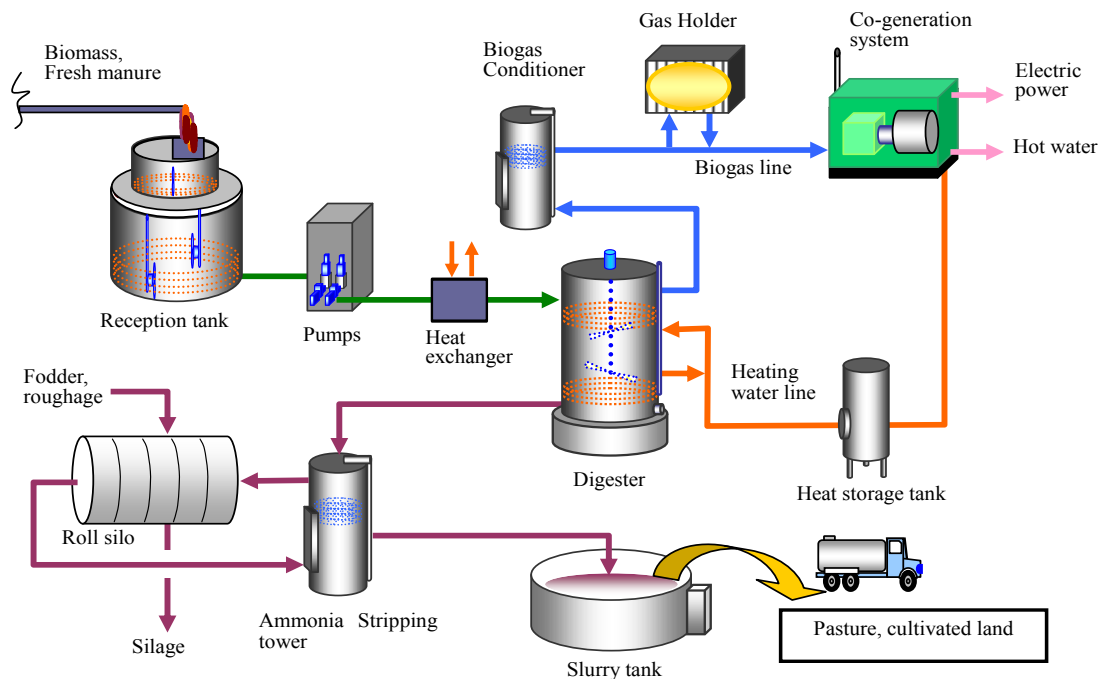 Biomass,
Fresh manure
Biogas
Conditioner
Gas Holder
Co-generation
system
Electric
power
Hot water
Biogas line
Reception tank
Pumps
Heat
exchanger
Heating
water line
Digester
Heat storage tank
Fodder,
roughage
Roll silo
Silage
Ammonia Stripping
tower
Slurry tank
Pasture, cultivated land